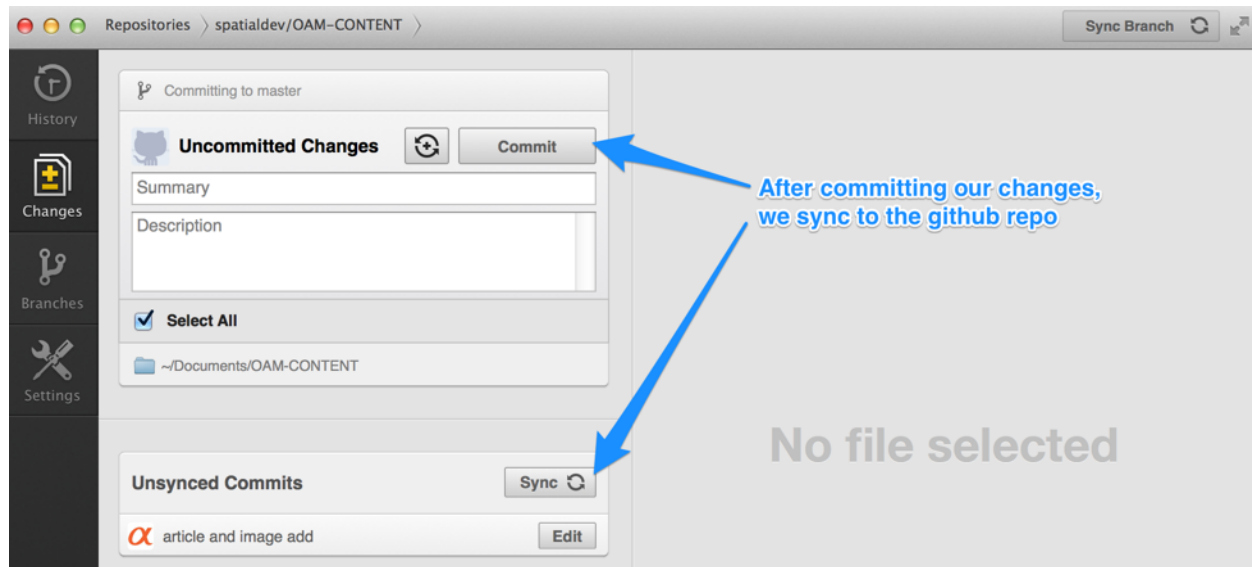 Repositories spatialdev/OAM-CONTENT
Sync Branch
History
Changes
Branches
Settings
Committing to master
Uncommitted Changes
Commit
Summary
Description
Select All
~/Documents/OAM-CONTENT
Unsynced Commits
Sync
article and image add
Edit
After committing our changes,
we sync to the github repo
No file selected